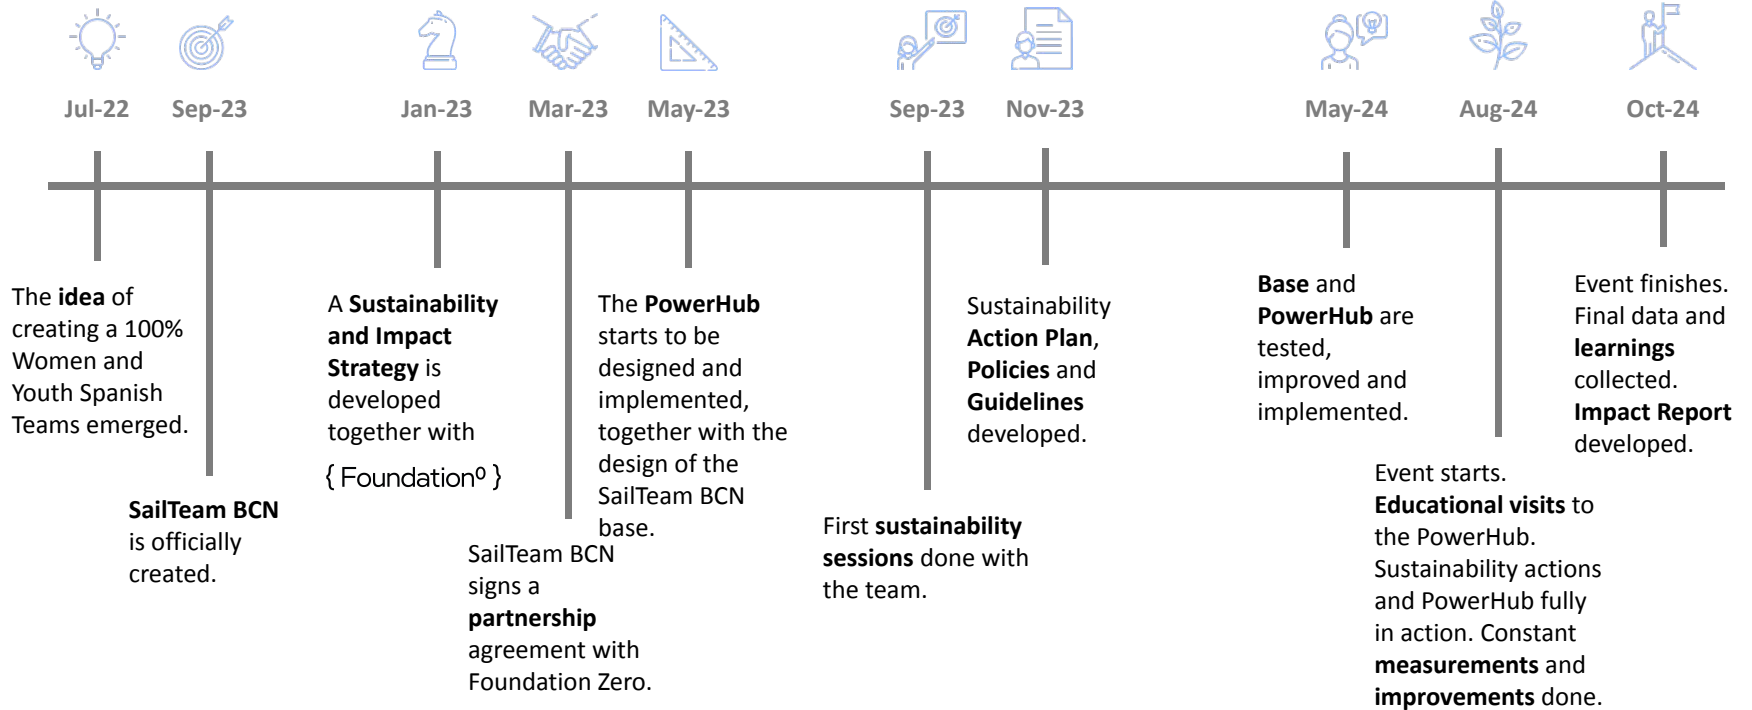 Jul-22
Sep-23
Jan-23
Mar-23
May-23
Sep-23
Nov-23
May-24
Aug-24
Oct-24
The idea of
creating a 100%
Women and
Youth Spanish
Teams emerged.
SailTeam BCN
is officially
created.
A Sustainability
and Impact
Strategy is
developed
together with
{ Foundation⁰ }
SailTeam BCN
signs a
partnership
agreement with
Foundation Zero.
The PowerHub
starts to be
designed and
implemented,
together with the
design of the
SailTeam BCN
base.
First sustainability
sessions done with
the team.
Sustainability
Action Plan,
Policies and
Guidelines
developed.
Base and
PowerHub are
tested,
improved and
implemented.
Event starts.
Educational visits to
the PowerHub.
Sustainability actions
and PowerHub fully
in action. Constant
measurements and
improvements done.
Event finishes.
Final data and
learnings
collected.
Impact Report
developed.